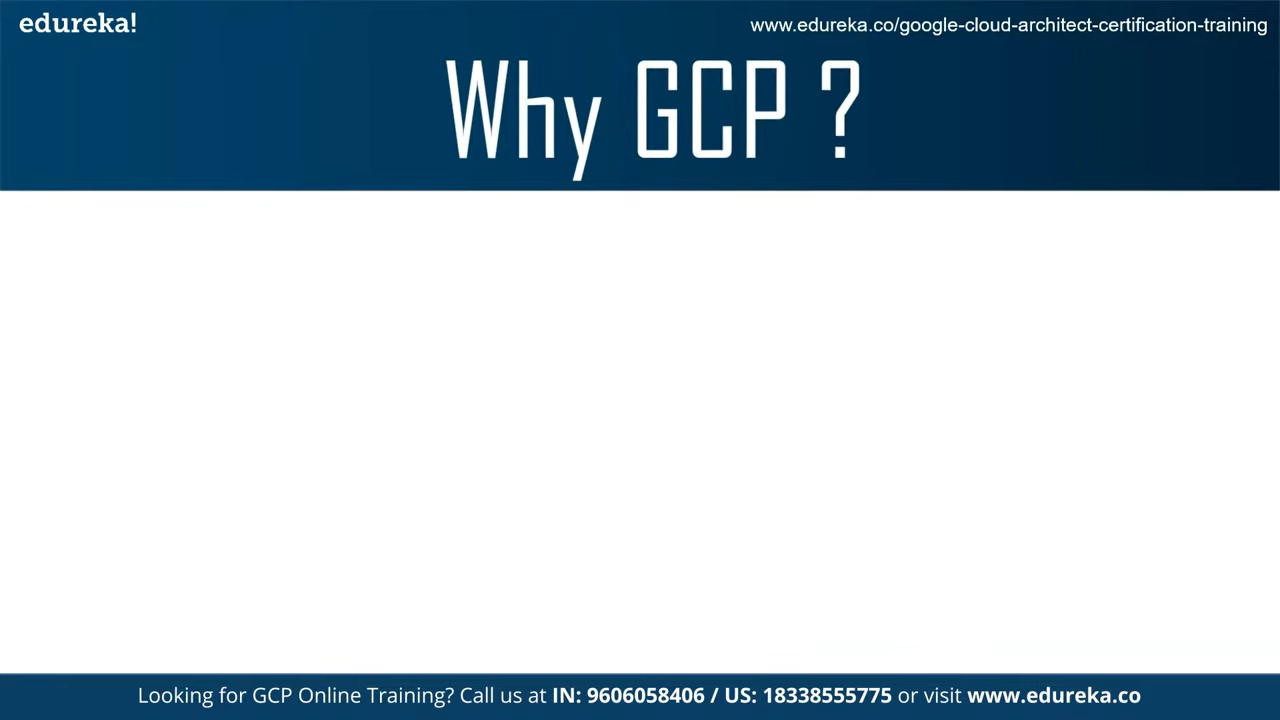 edureka!
www.edureka.co/google-cloud-architect-certification-training
Why GCP ?
Looking for GCP Online Training? Call us at IN: 9606058406 / US: 18338555775 or visit www.edureka.co